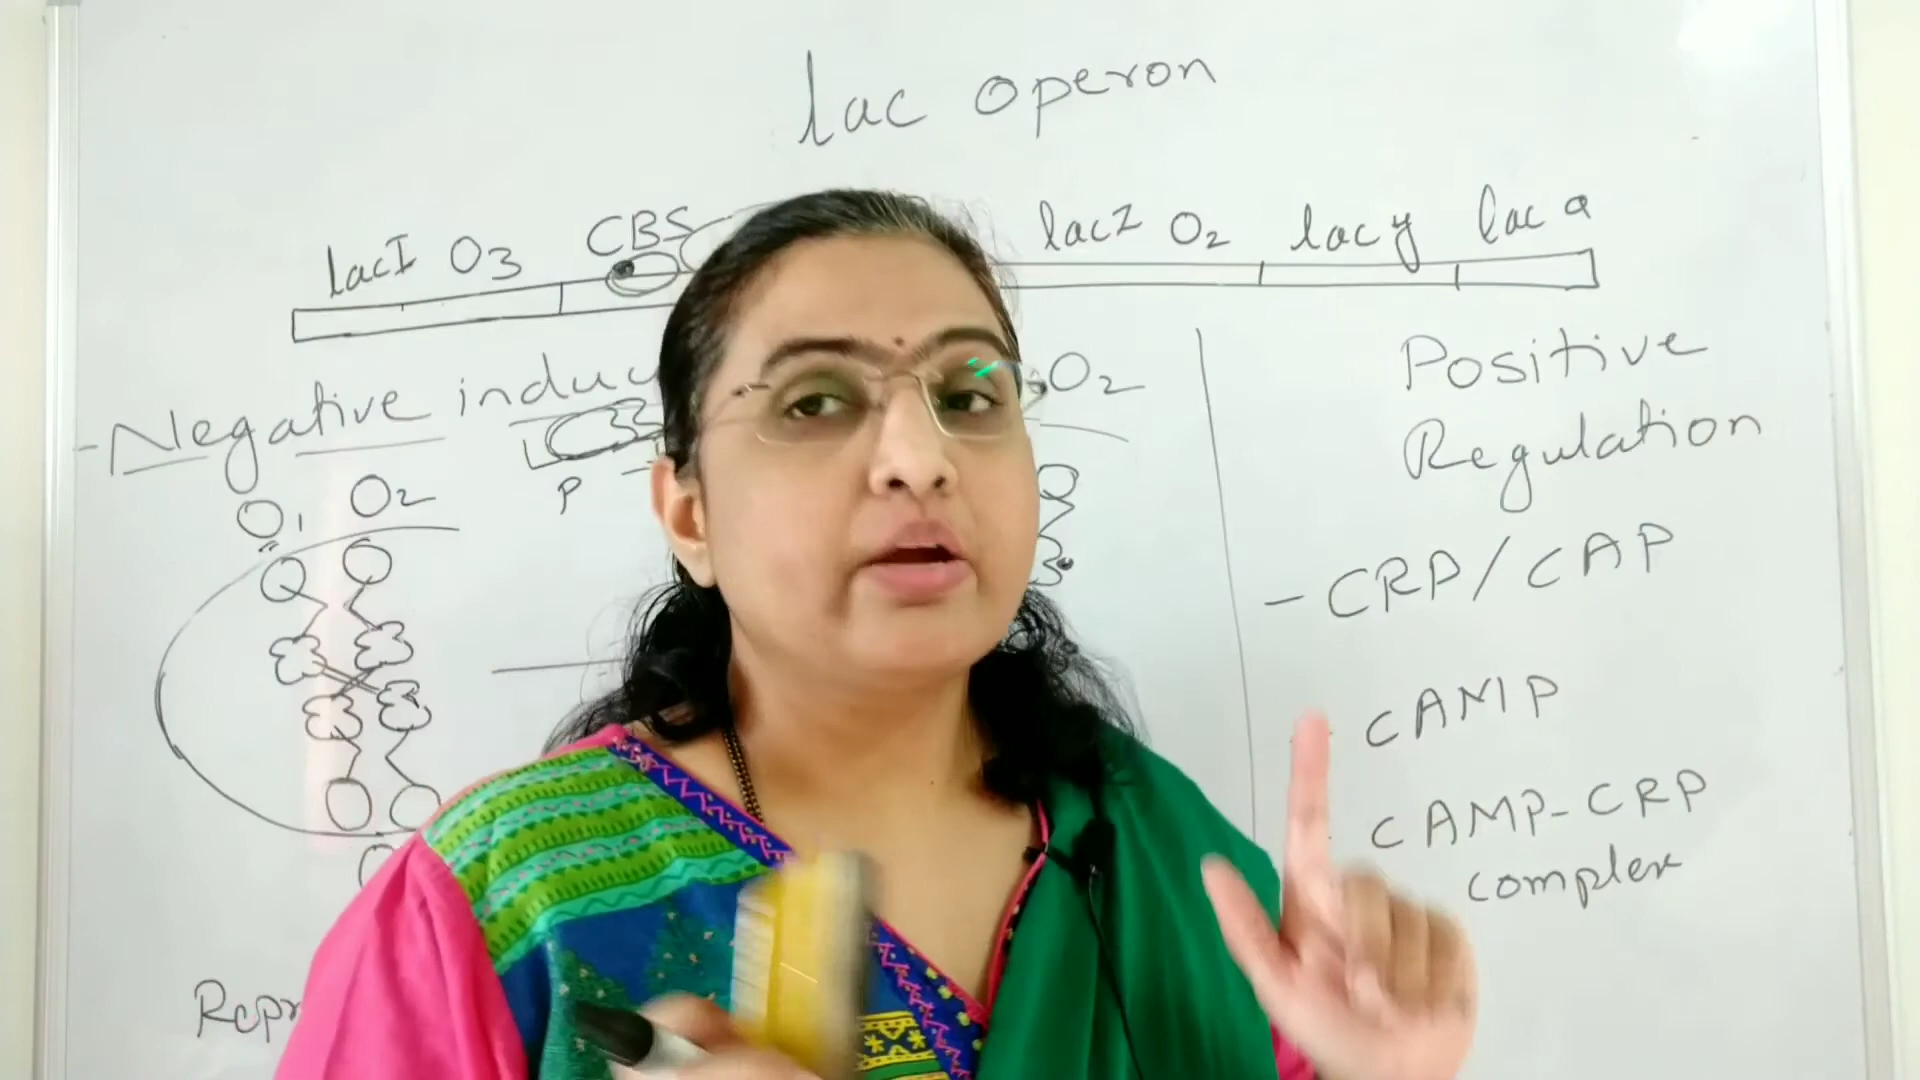 lac operon
lacI O3 CBS lacZ O2 lac y lac a
- Negative
O2
Positive
Regulation
P
O1 O2
- CRP/CAP
CAMP
CAMP-CRP
complex